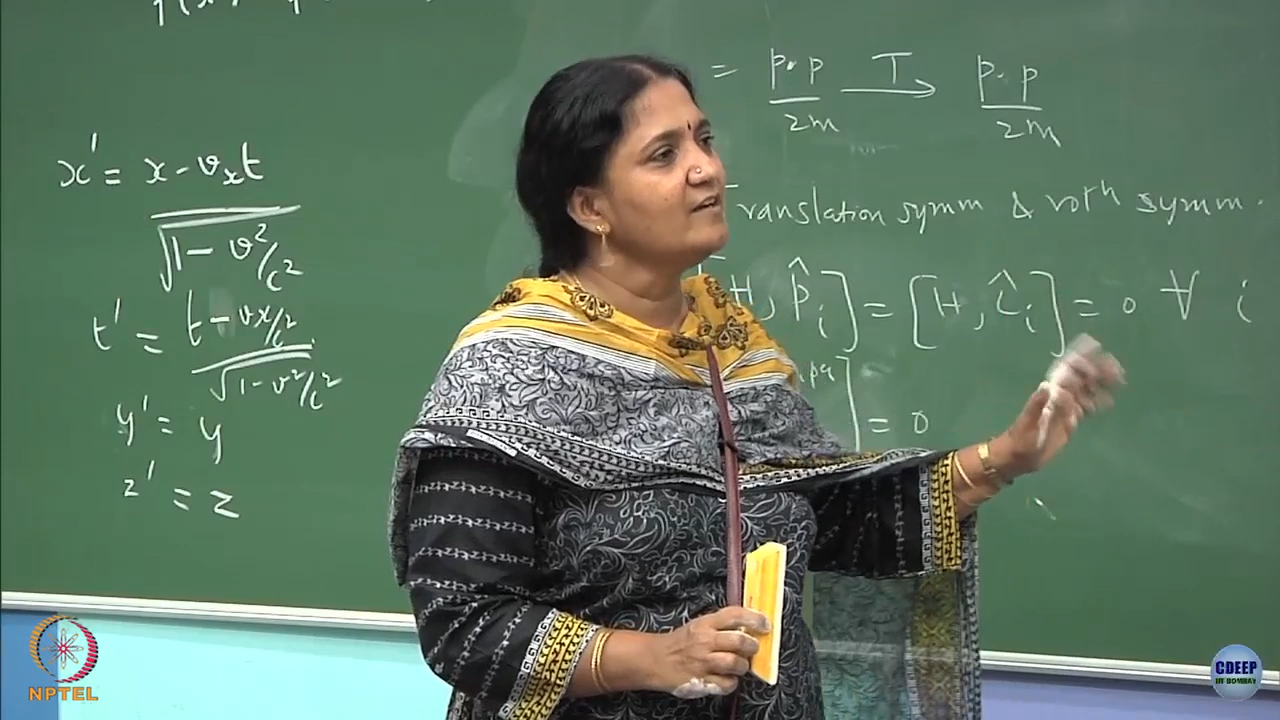 x' = x - v_x t
√1 - v²/c²
t' = t - vx/c²
√1 - v²/c²
y' = y
z' = z
= p·p/2m T→ p·p/2m
Translation symm & rotn symm.
[H, p̂_i] = [H, L̂_i] = 0 ∀ i
] = 0
NPTEL
CDEEP
IIT BOMBAY